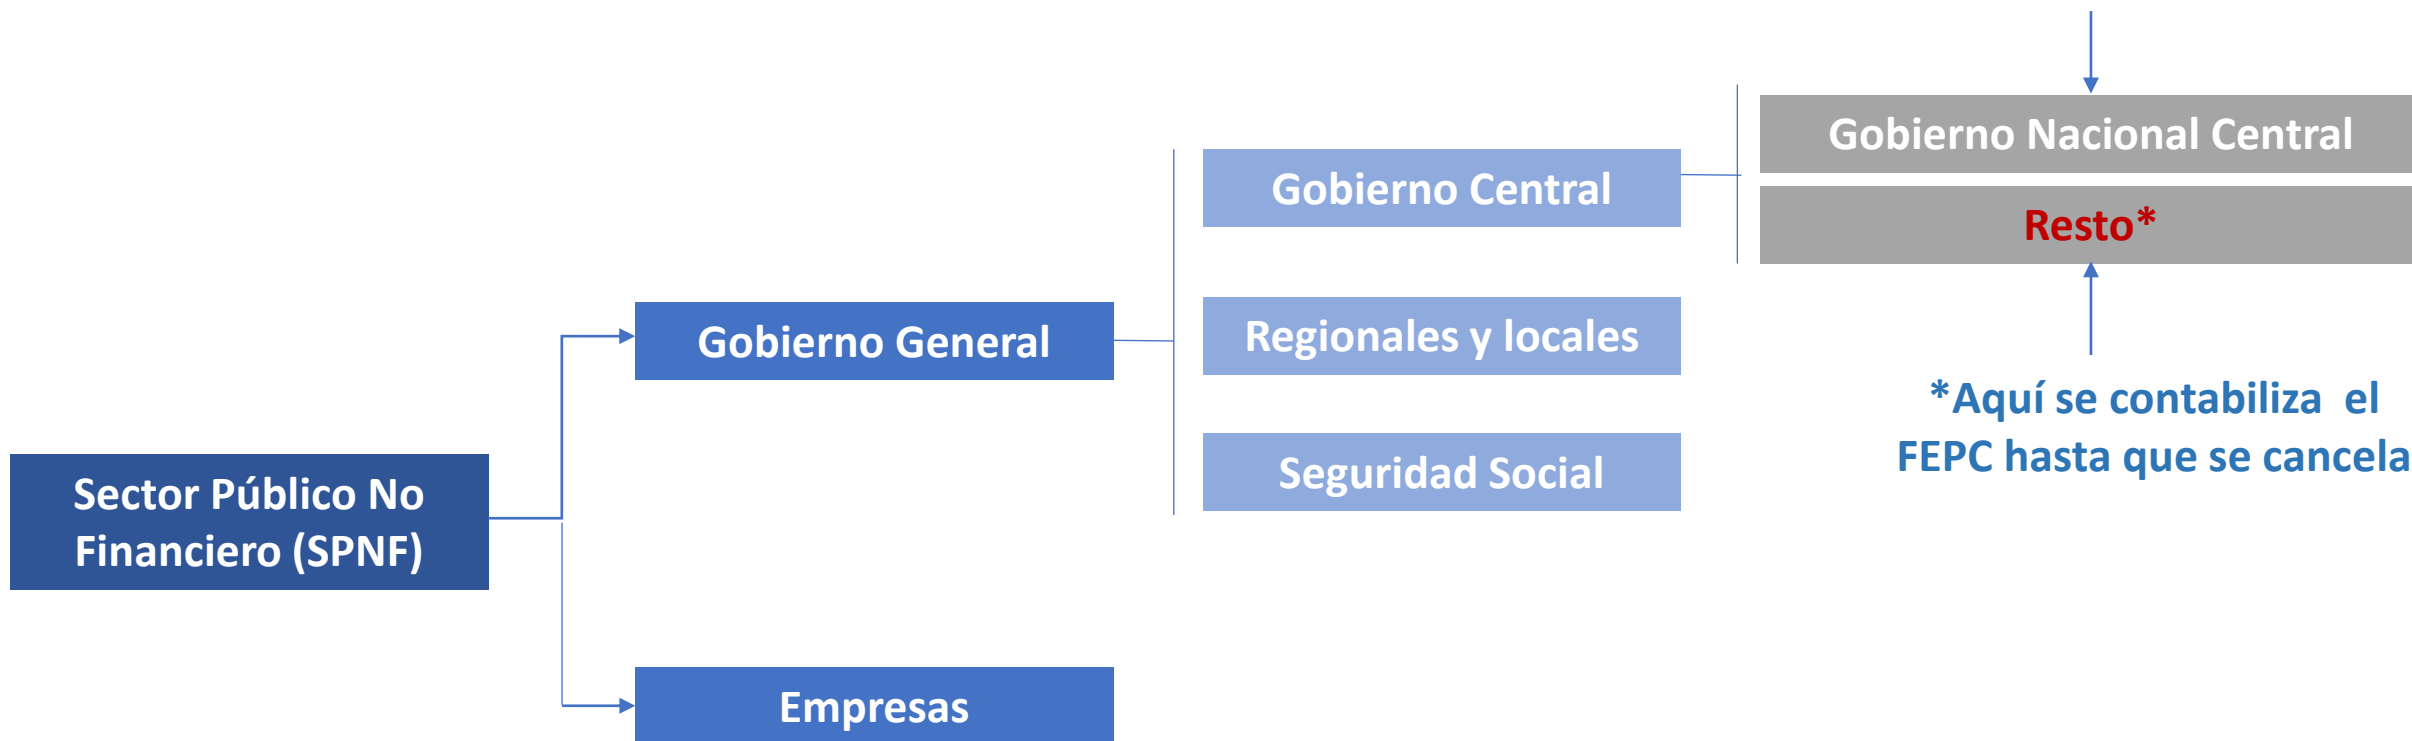 Gobierno Nacional Central
Gobierno Central
Resto*
Gobierno General
Regionales y locales
*Aquí se contabiliza el
FEPC hasta que se cancela
Seguridad Social
Sector Público No
Financiero (SPNF)
Empresas